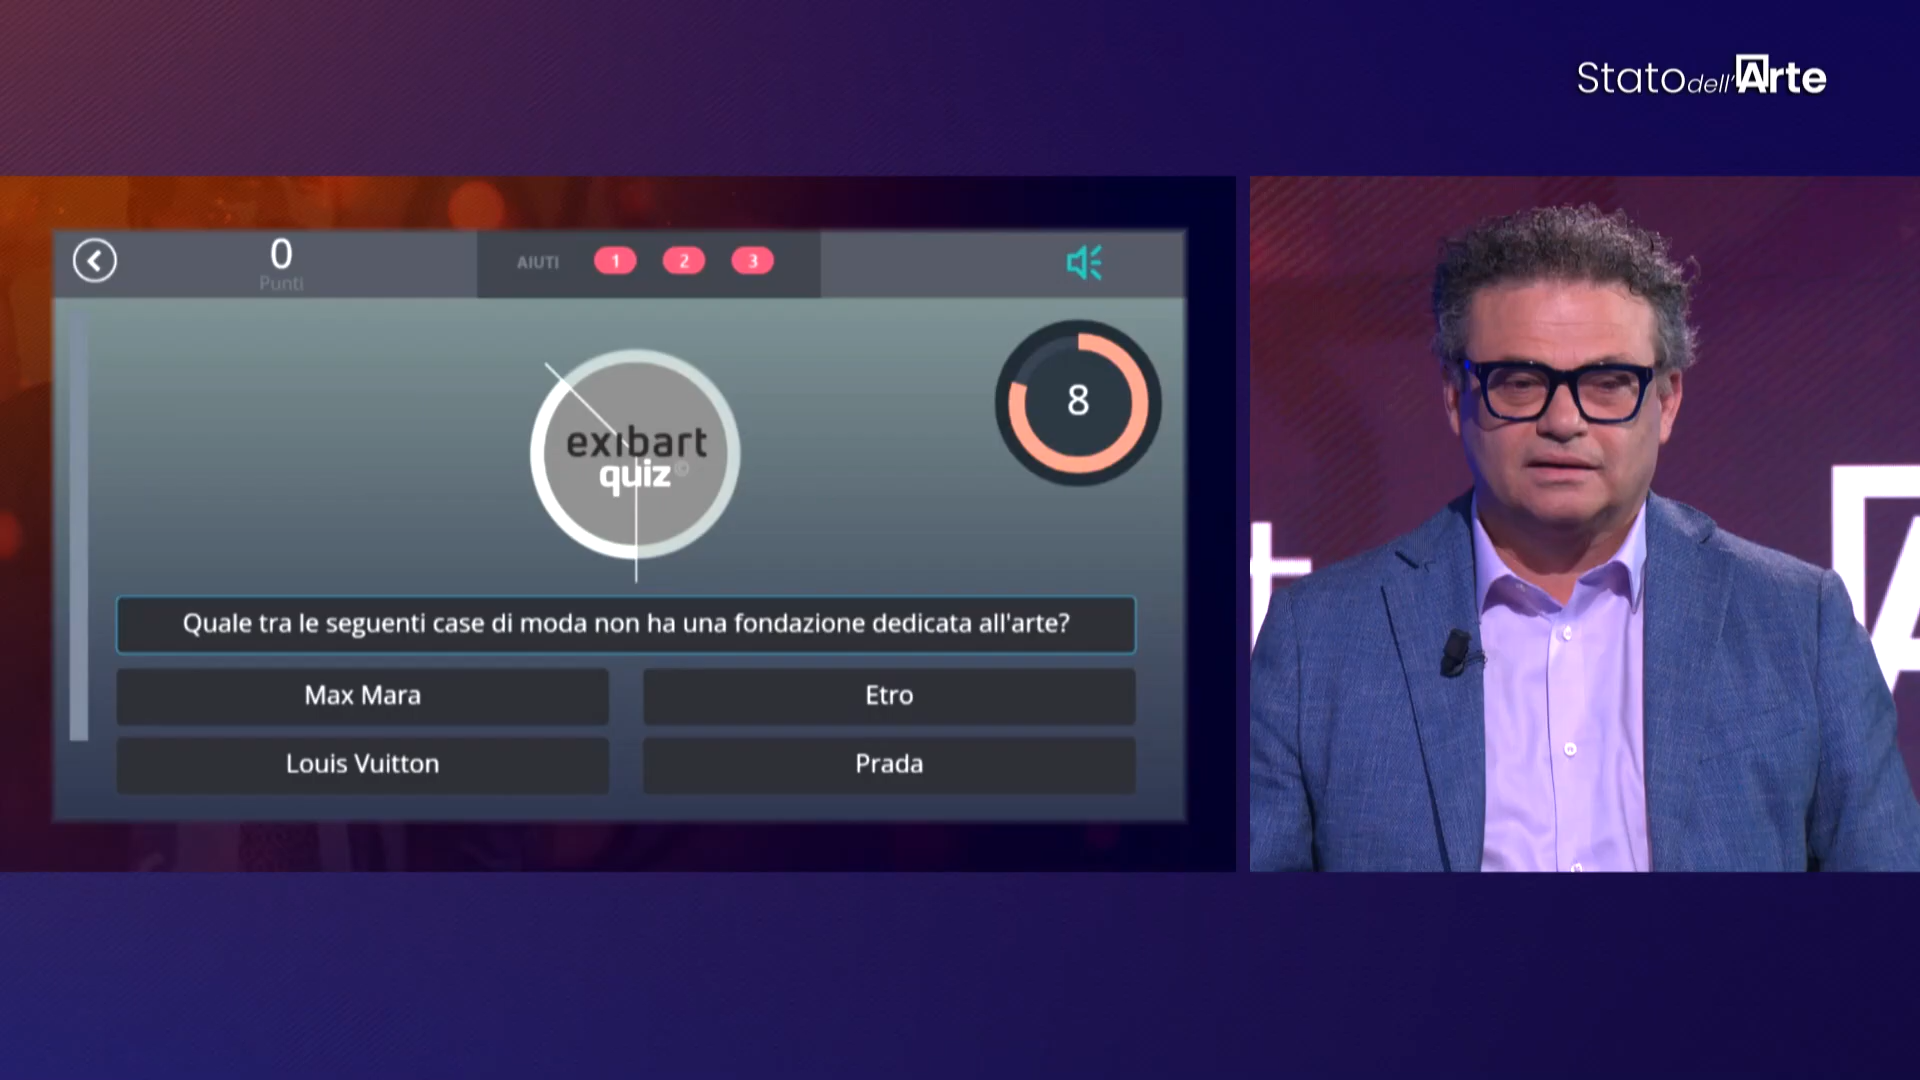 Stato dell'Arte
0
Punti
AIUTI 1 2 3
8
exibart
quiz©
Quale tra le seguenti case di moda non ha una fondazione dedicata all'arte?
Max Mara
Etro
Louis Vuitton
Prada